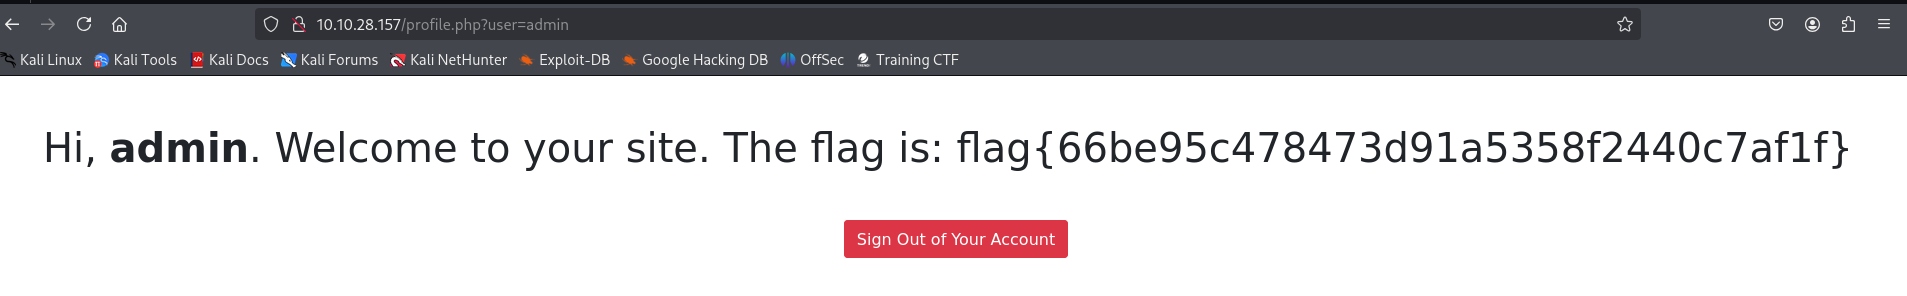 10.10.28.157/profile.php?user=admin
Kali Linux Kali Tools Kali Docs Kali Forums Kali NetHunter Exploit-DB Google Hacking DB OffSec Training CTF
Hi, admin. Welcome to your site. The flag is: flag{66be95c478473d91a5358f2440c7af1f}
Sign Out of Your Account